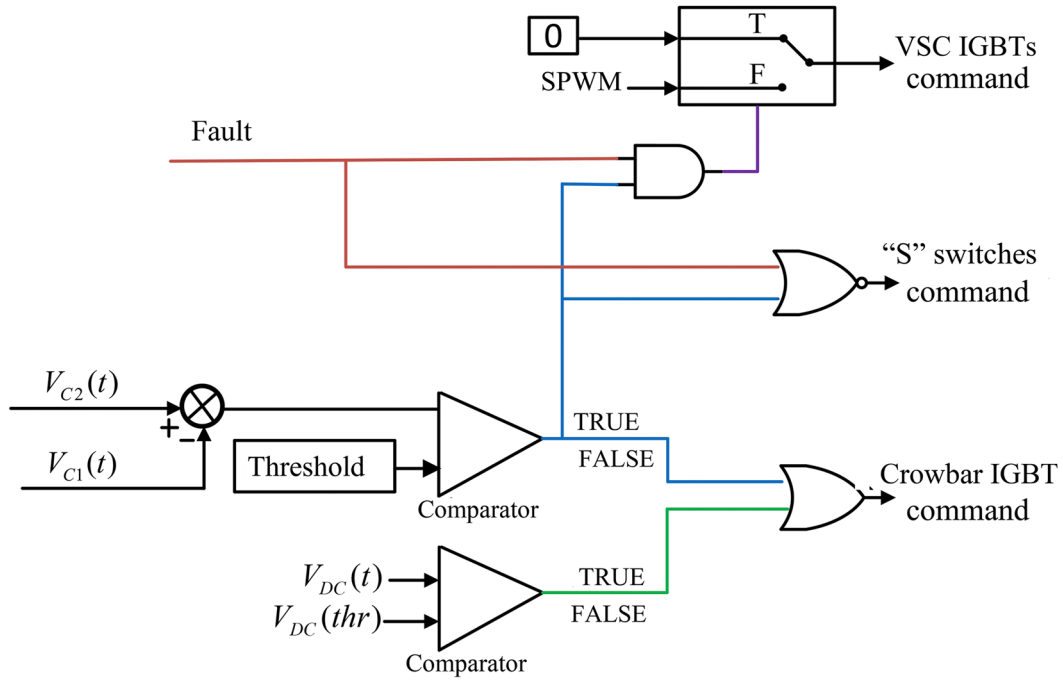 0
T
VSC IGBTs
command
SPWM
F
Fault
“S” switches
command
V_{C2}(t)
+
−
V_{C1}(t)
Threshold
TRUE
FALSE
Comparator
Crowbar IGBT
command
V_{DC}(t)
V_{DC}(thr)
TRUE
FALSE
Comparator